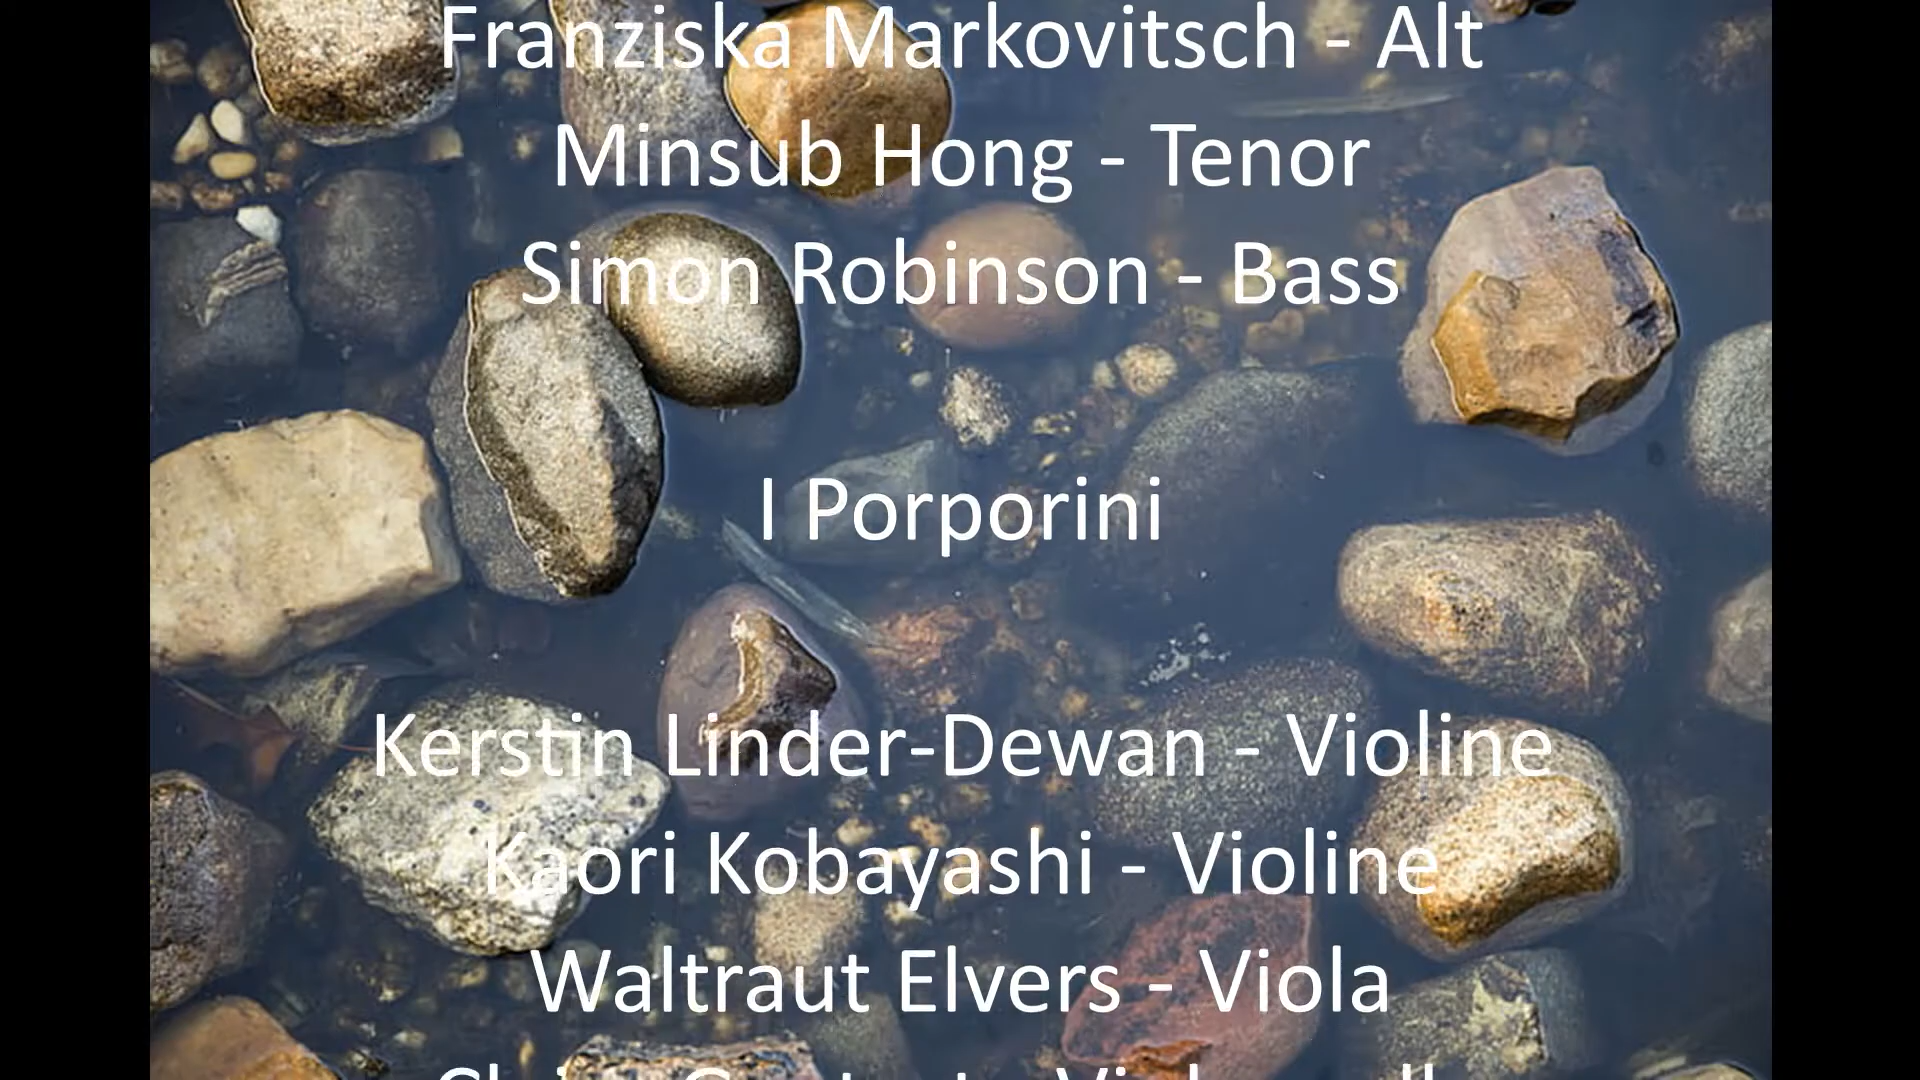 Franziska Markovitsch - Alt
Minsub Hong - Tenor
Simon Robinson - Bass
I Porporini
Kerstin Linder-Dewan - Violine
Kaori Kobayashi - Violine
Waltraut Elvers - Viola